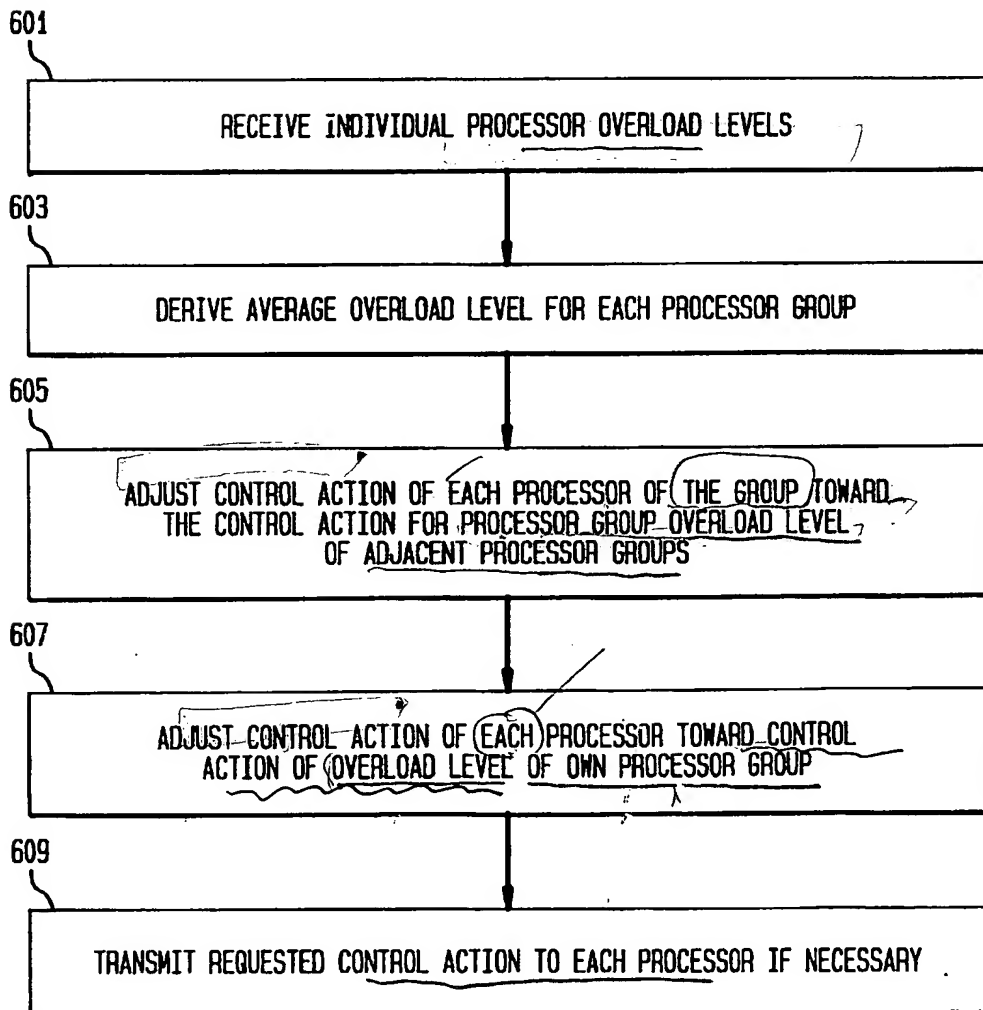 601
RECEIVE INDIVIDUAL PROCESSOR OVERLOAD LEVELS
603
DERIVE AVERAGE OVERLOAD LEVEL FOR EACH PROCESSOR GROUP
605
ADJUST CONTROL ACTION OF EACH PROCESSOR OF THE GROUP TOWARD
THE CONTROL ACTION FOR PROCESSOR GROUP OVERLOAD LEVEL
OF ADJACENT PROCESSOR GROUPS
607
ADJUST CONTROL ACTION OF EACH PROCESSOR TOWARD CONTROL
ACTION OF OVERLOAD LEVEL OF OWN PROCESSOR GROUP
609
TRANSMIT REQUESTED CONTROL ACTION TO EACH PROCESSOR IF NECESSARY